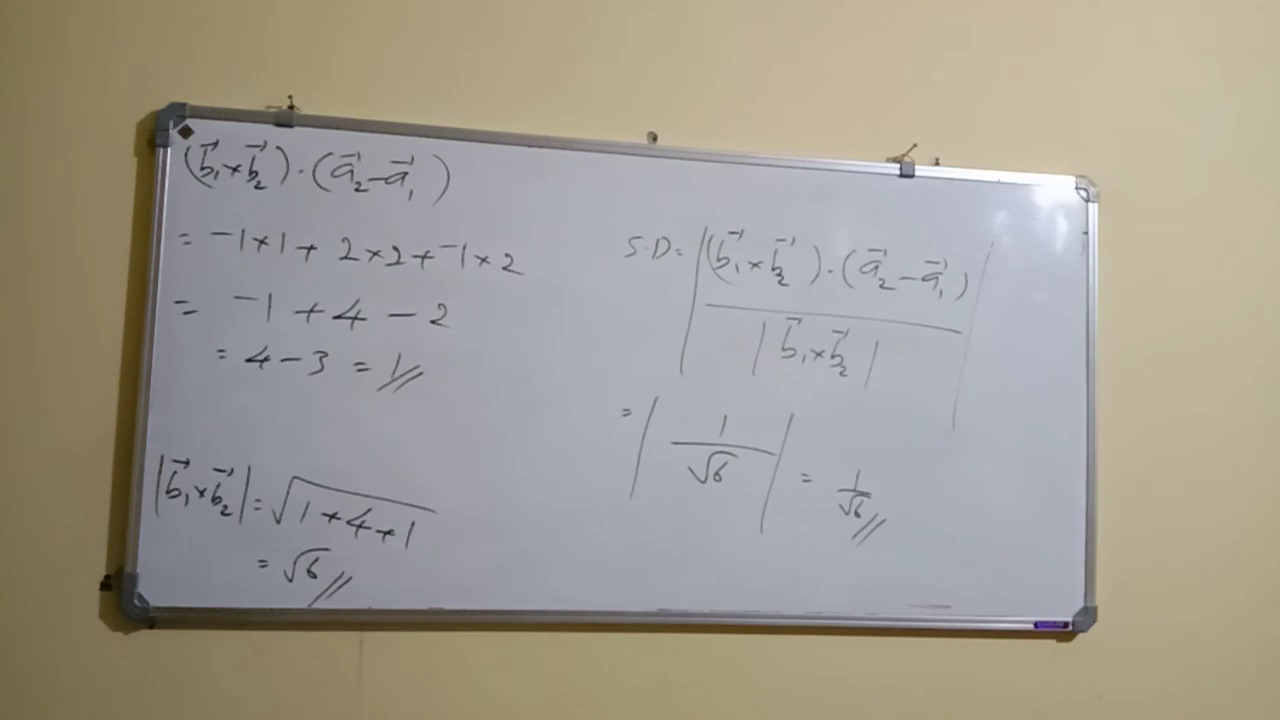 (b⃗₁×b⃗₂)·(a⃗₂−a⃗₁)
= −1×1+ 2×2+−1×2
= −1 +4 −2
= 4−3 = 1//
|b⃗₁×b⃗₂| = √(1+4+1)
= √6//
S.D = |(b⃗₁×b⃗₂)·(a⃗₂−a⃗₁) / |b⃗₁×b⃗₂||
= |1/√6| = 1/√6//